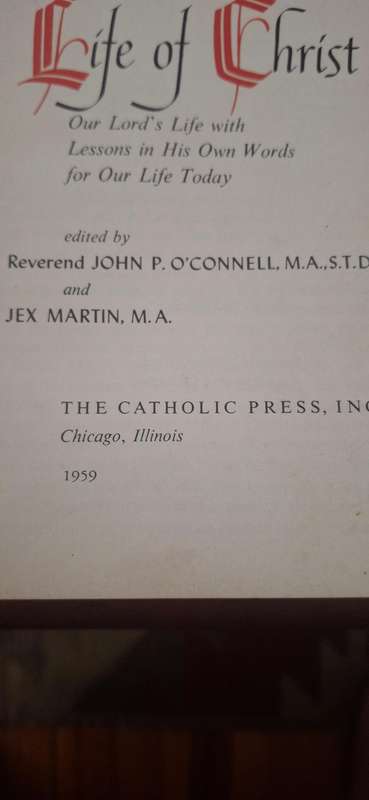 Life of Christ
Our Lord's Life with
Lessons in His Own Words
for Our Life Today
edited by
Reverend JOHN P. O'CONNELL, M.A., S.T.D
and
JEX MARTIN, M.A.
THE CATHOLIC PRESS, INC
Chicago, Illinois
1959